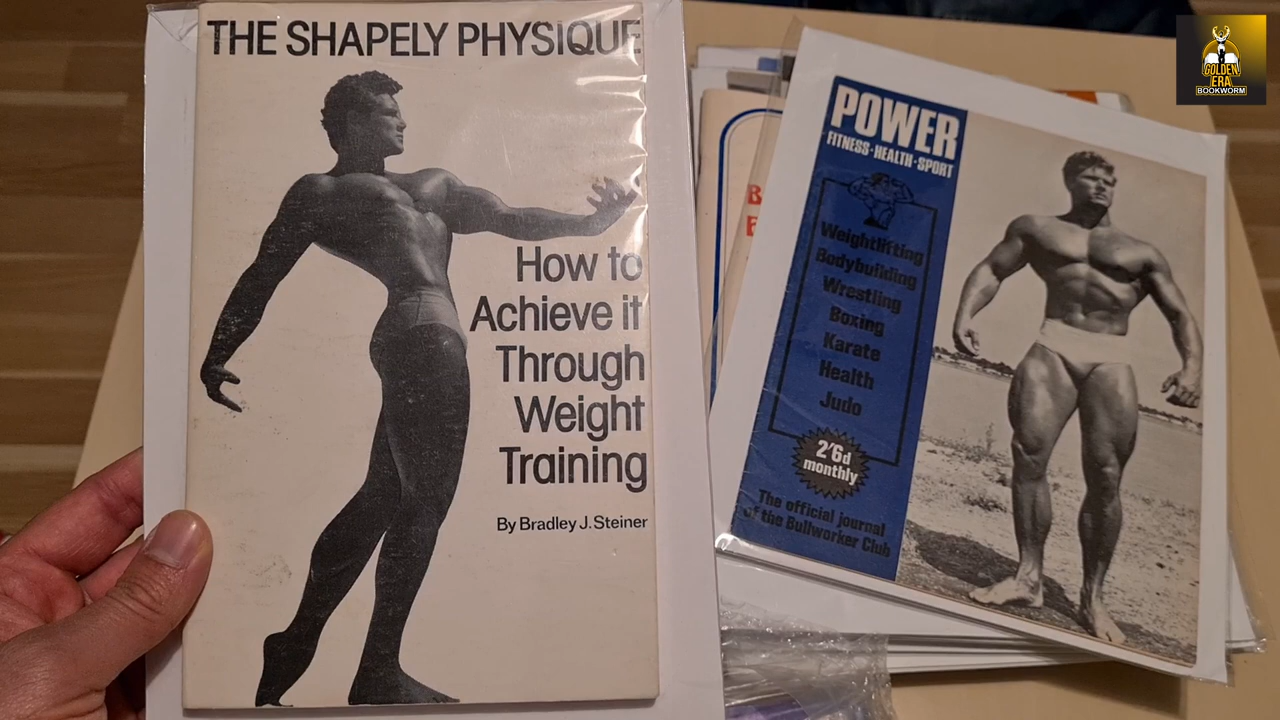 THE SHAPELY PHYSIQUE
How to
Achieve it
Through
Weight
Training
By Bradley J. Steiner
POWER
FITNESS·HEALTH·SPORT
Weightlifting
Bodybuilding
Wrestling
Boxing
Karate
Health
Judo
2'6d
monthly
The official journal
of the Bullworker Club
B
GOLDEN
ERA
BOOKWORM